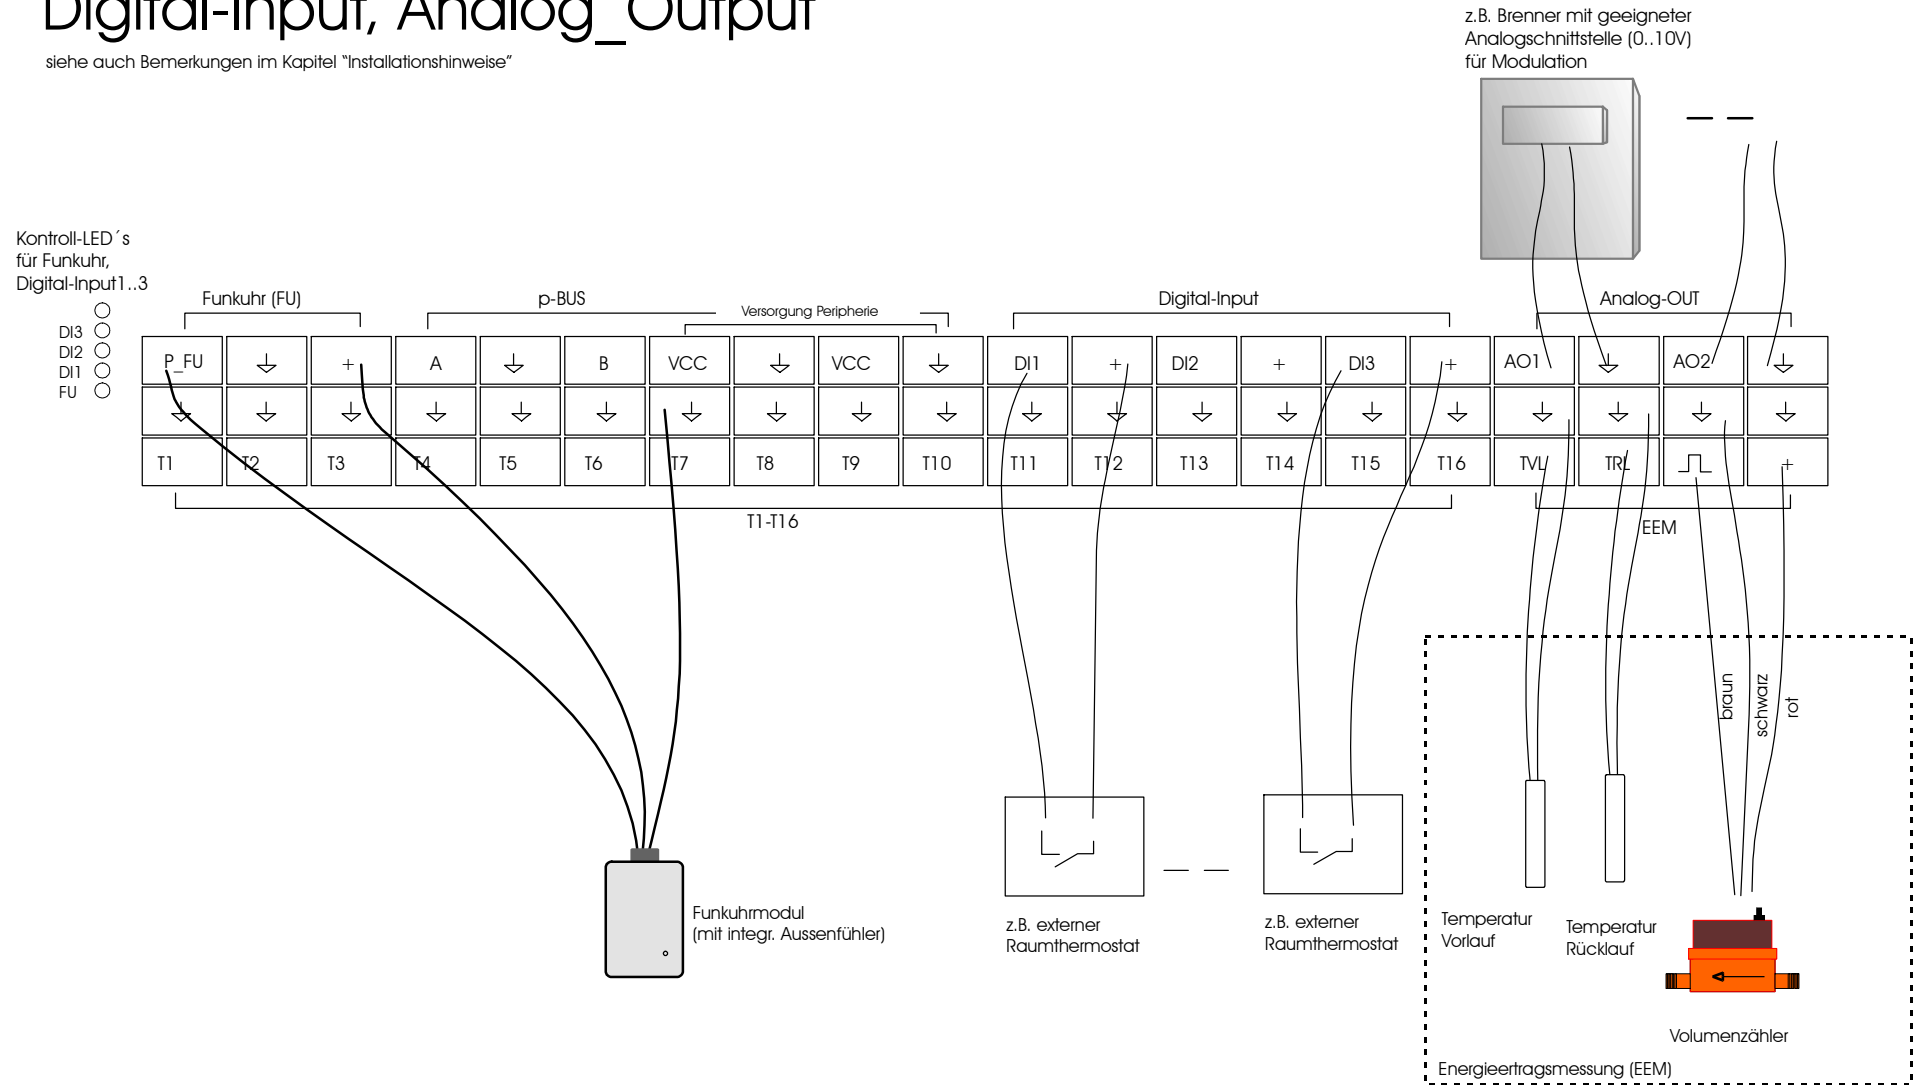 Digital-Input, Analog_Output
siehe auch Bemerkungen im Kapitel "Installationshinweise"
z.B. Brenner mit geeigneter
Analogschnittstelle (0..10V)
für Modulation
Kontroll-LED´s
für Funkuhr,
Digital-Input1..3
DI3
DI2
DI1
FU
Funkuhr (FU)
p-BUS
Versorgung Peripherie
Digital-Input
Analog-OUT
P_FU + A B VCC VCC DI1 + DI2 + DI3 + AO1 AO2
T1 T2 T3 T4 T5 T6 T7 T8 T9 T10 T11 T12 T13 T14 T15 T16 TVL TRL +
T1-T16
EEM
braun
schwarz
rot
Funkuhrmodul
(mit integr. Aussenfühler)
z.B. externer
Raumthermostat
z.B. externer
Raumthermostat
Temperatur
Vorlauf
Temperatur
Rücklauf
Volumenzähler
Energieertragsmessung (EEM)